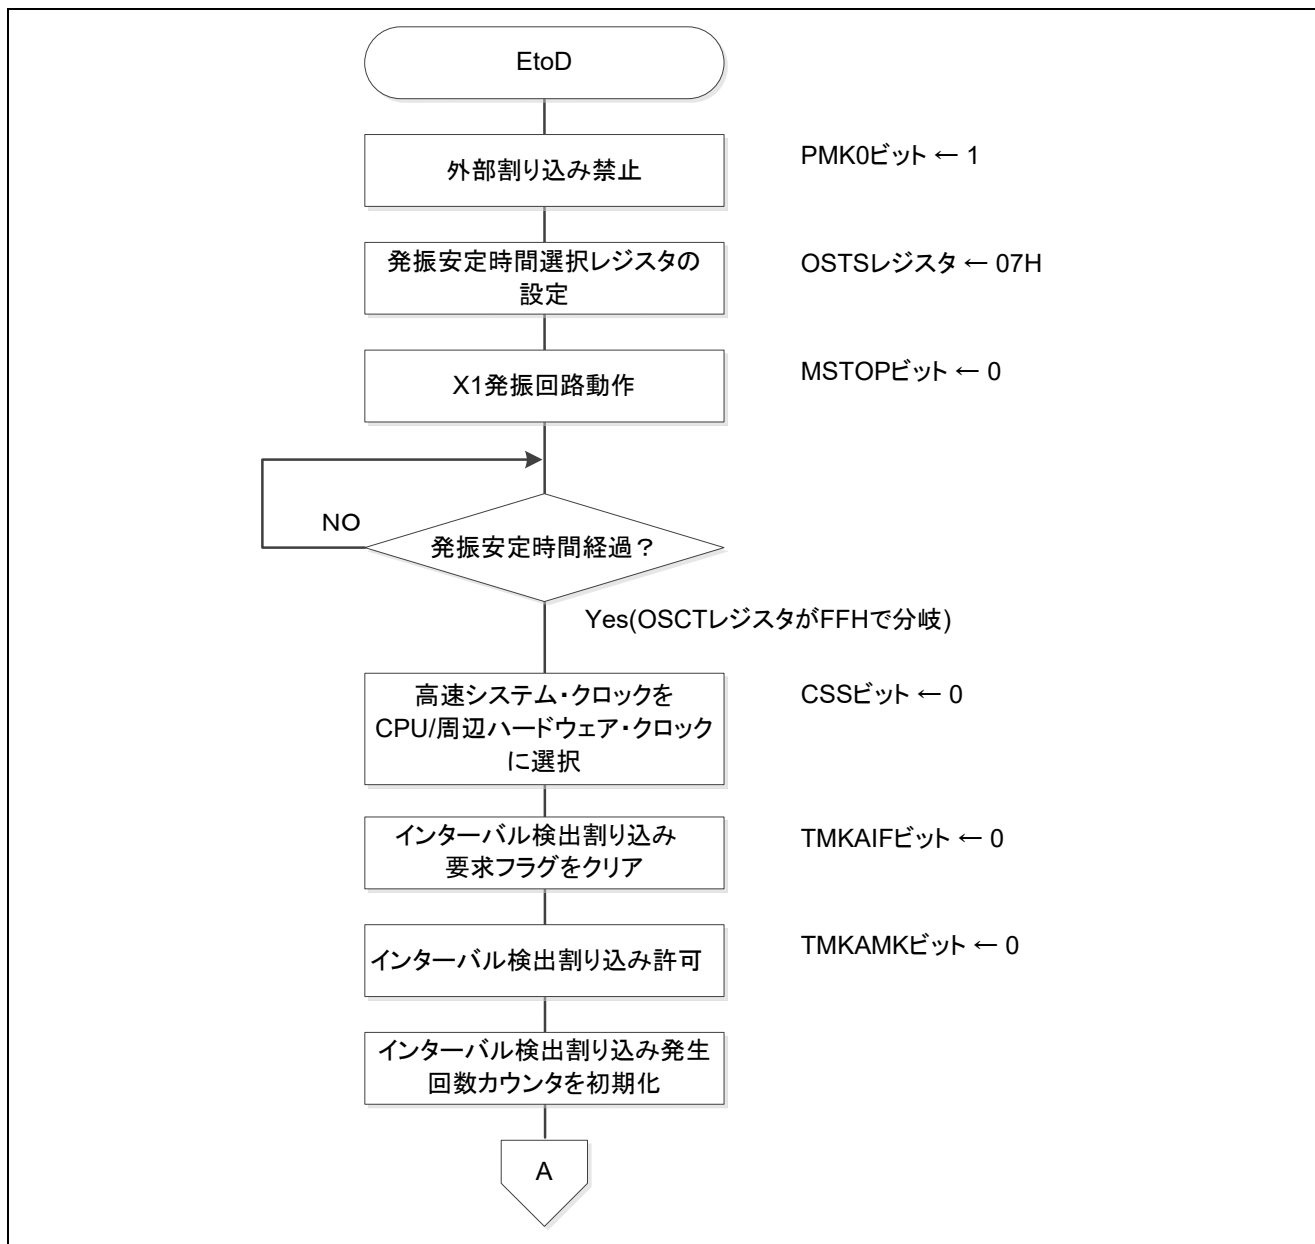 EtoD
外部割り込み禁止
PMK0ビット ← 1
発振安定時間選択レジスタの
設定
OSTSレジスタ ← 07H
X1発振回路動作
MSTOPビット ← 0
NO
発振安定時間経過？
Yes(OSCTレジスタがFFHで分岐)
高速システム・クロックを
CPU/周辺ハードウェア・クロック
に選択
CSSビット ← 0
インターバル検出割り込み
要求フラグをクリア
TMKAIFビット ← 0
インターバル検出割り込み許可
TMKAMKビット ← 0
インターバル検出割り込み発生
回数カウンタを初期化
A